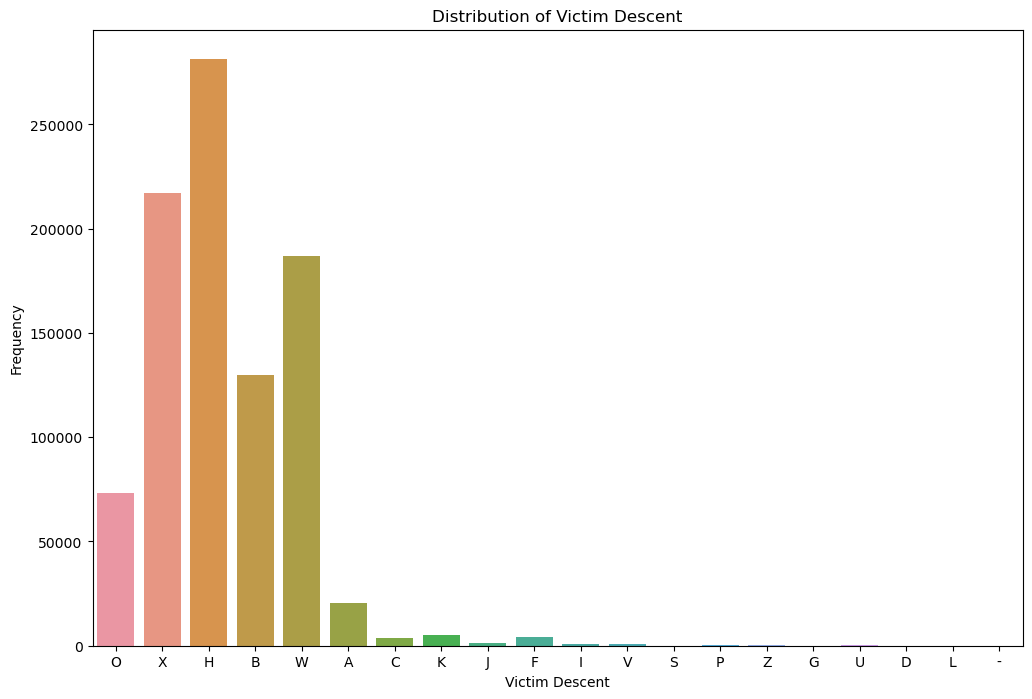 Distribution of Victim Descent
Frequency
250000
200000
150000
100000
50000
0
O X H B W A C K J F I V S P Z G U D L -
Victim Descent